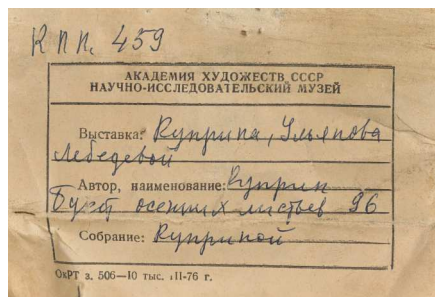 КПП. 459
АКАДЕМИЯ ХУДОЖЕСТВ СССР
НАУЧНО-ИССЛЕДОВАТЕЛЬСКИЙ МУЗЕЙ
Выставка: Куприна, Ульянова
Лебедевой
Автор, наименование: Куприн
Букет осенних листьев 96
Собрание: Куприной
ОкРТ з. 506—10 тыс. 11-76 г.